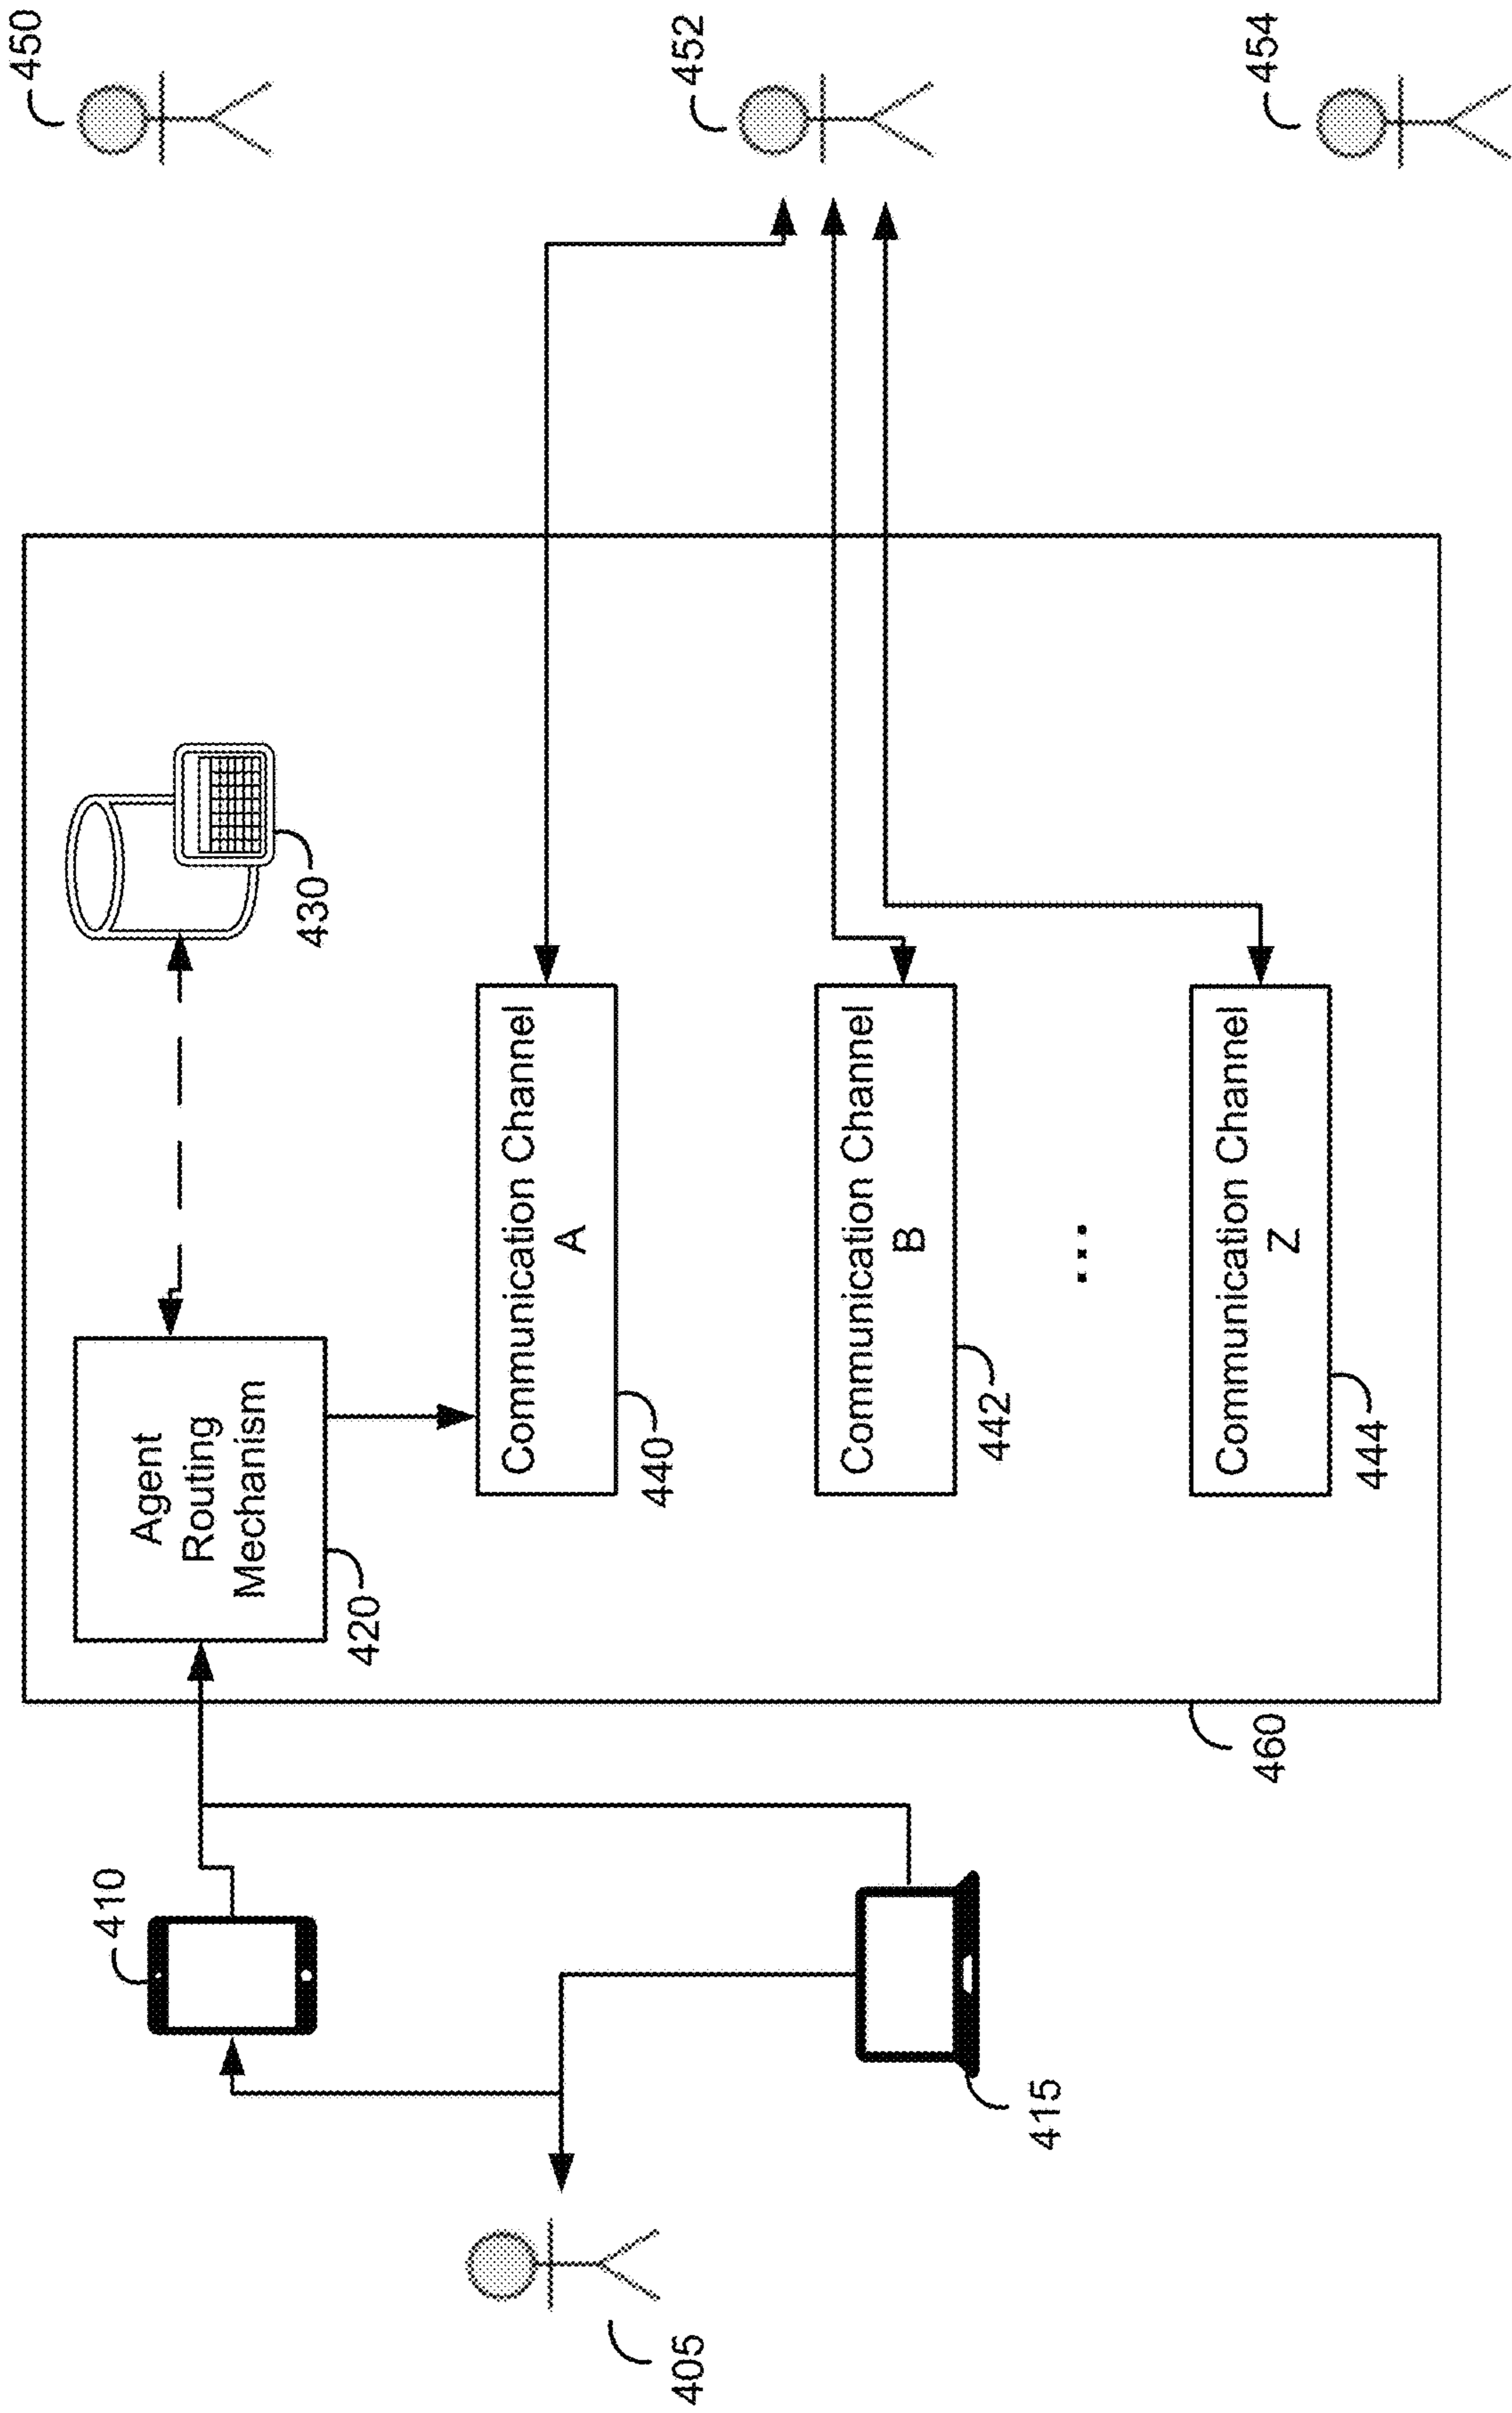 405
410
415
460
Agent
Routing
Mechanism
420
430
Communication Channel
A
440
Communication Channel
B
442
...
Communication Channel
Z
444
450
452
454